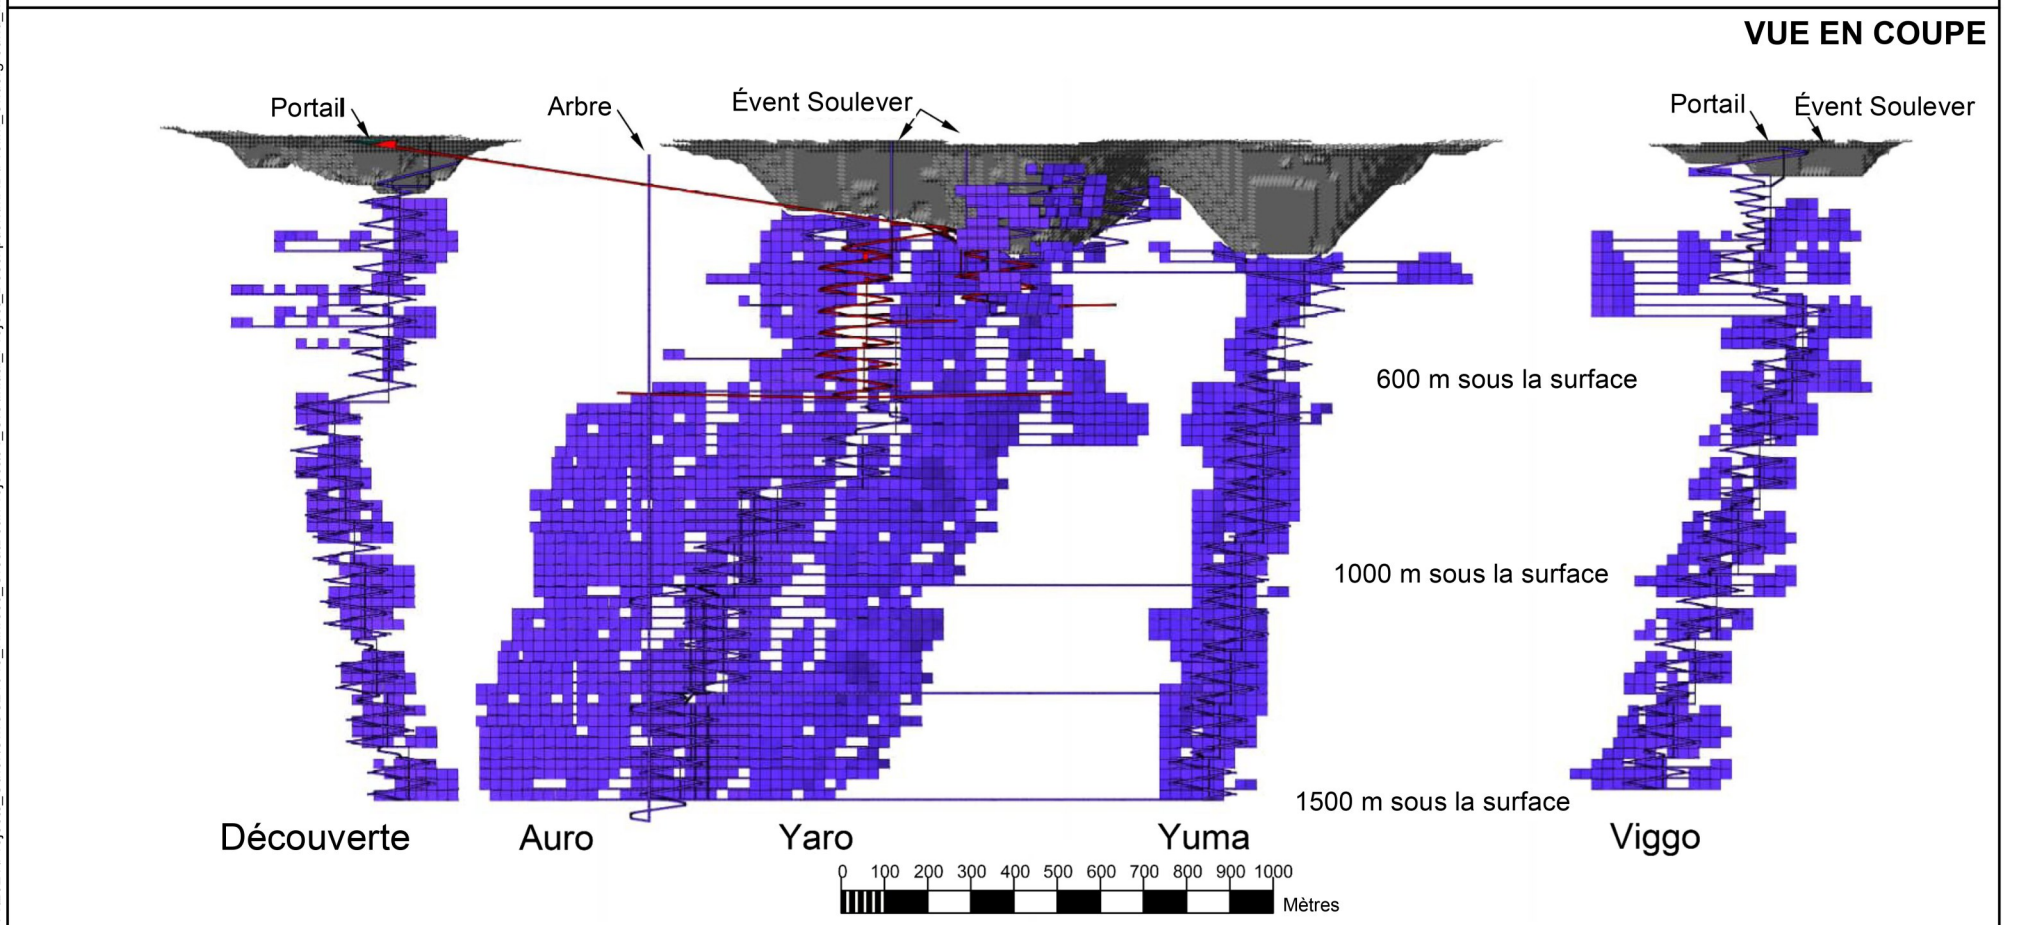 VUE EN COUPE
Portail
Arbre
Évent Soulever
Portail
Évent Soulever
600 m sous la surface
1000 m sous la surface
1500 m sous la surface
Découverte
Auro
Yaro
Yuma
Viggo
0 100 200 300 400 500 600 700 800 900 1000
Mètres